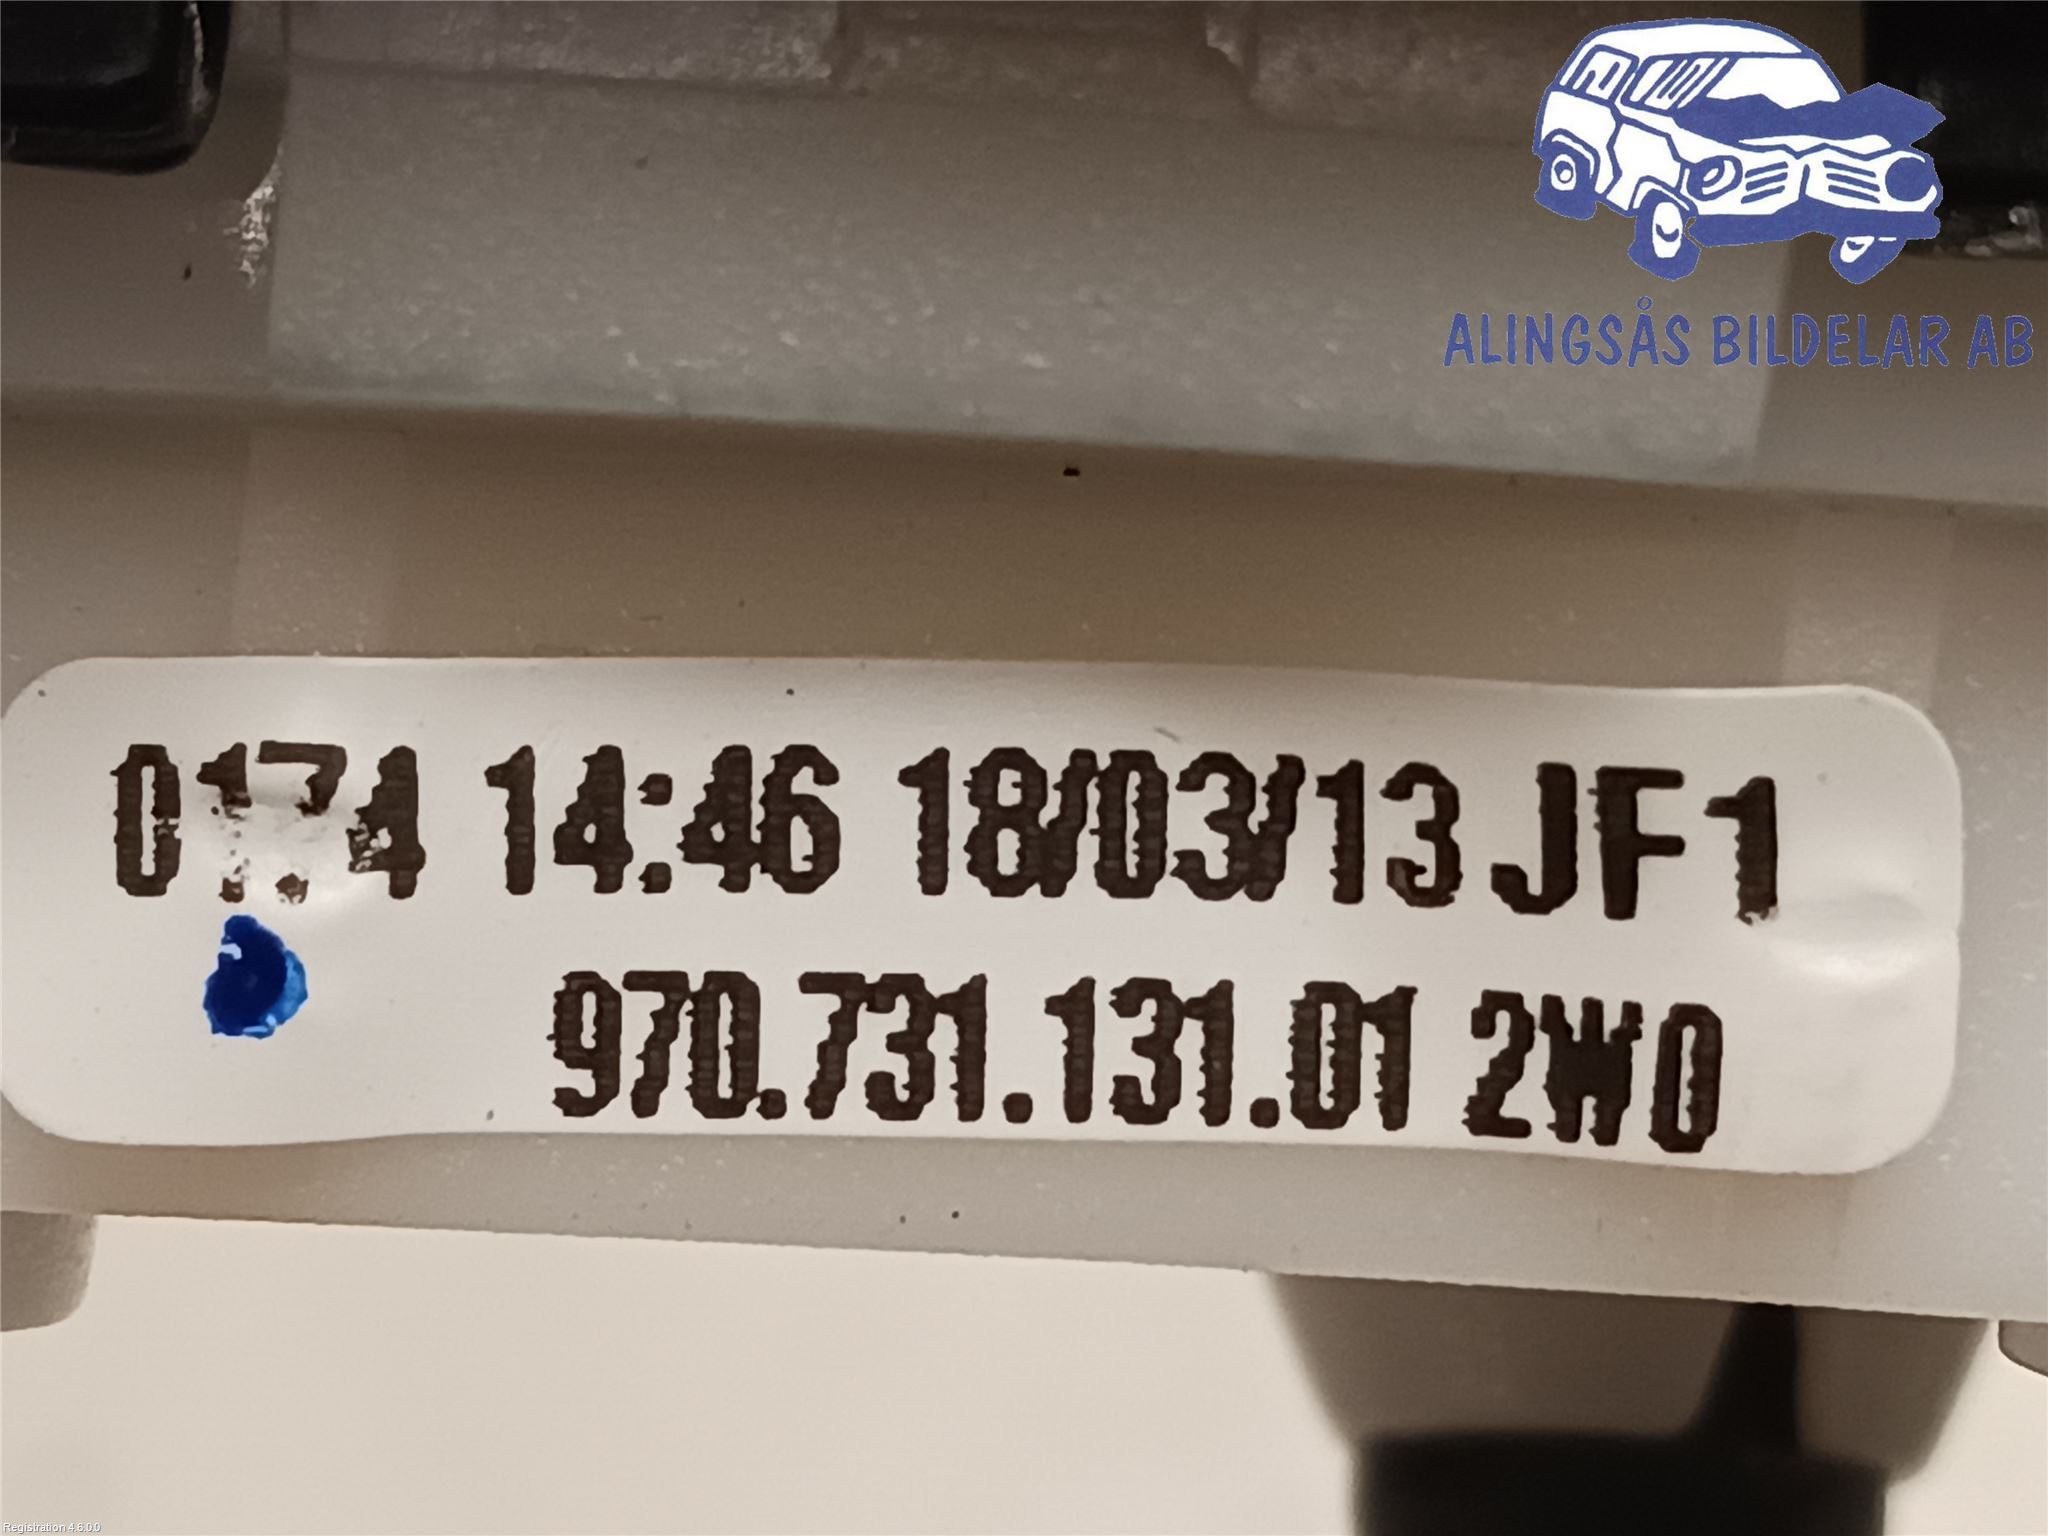 ALINGSÅS BILDELAR AB
0174 14:46 18/03/13 JF1
970.731.131.01 2W0
Registration 4.6.0.0